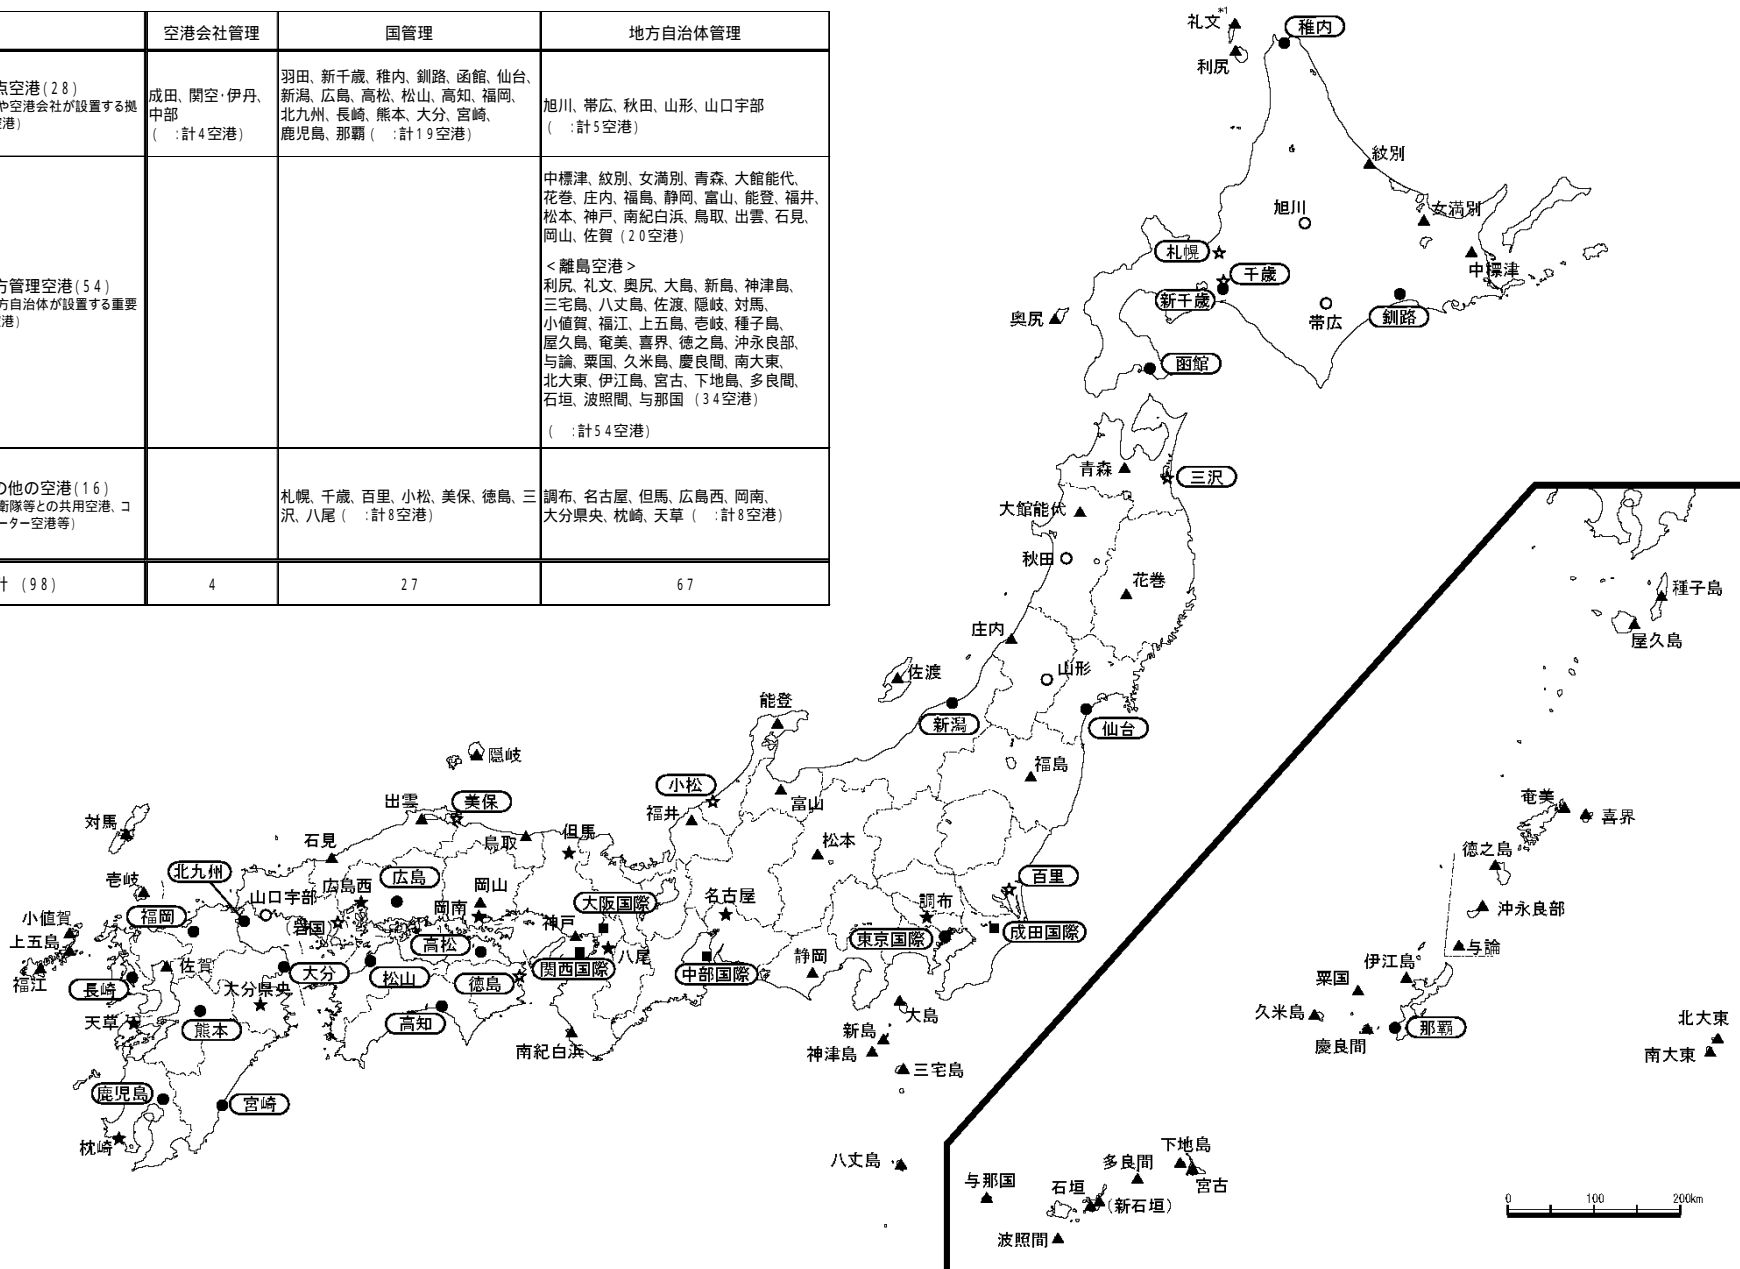 空港会社管理
国管理
地方自治体管理
点空港(28)
や空港会社が設置する拠
空港)
成田、関空・伊丹、
中部
( :計4空港)
羽田、新千歳、稚内、釧路、函館、仙台、
新潟、広島、高松、松山、高知、福岡、
北九州、長崎、熊本、大分、宮崎、
鹿児島、那覇( :計19空港)
旭川、帯広、秋田、山形、山口宇部
( :計5空港)
方管理空港(54)
方自治体が設置する重要
港)
中標津、紋別、女満別、青森、大館能代、
花巻、庄内、福島、静岡、富山、能登、福井、
松本、神戸、南紀白浜、鳥取、出雲、石見、
岡山、佐賀(20空港)
<離島空港>
利尻、礼文、奥尻、大島、新島、神津島、
三宅島、八丈島、佐渡、隠岐、対馬、
小値賀、福江、上五島、壱岐、種子島、
屋久島、奄美、喜界、徳之島、沖永良部、
与論、粟国、久米島、慶良間、南大東、
北大東、伊江島、宮古、下地島、多良間、
石垣、波照間、与那国 (34空港)
( :計54空港)
の他の空港(16)
衛隊等との共用空港、コ
ーター空港等)
札幌、千歳、百里、小松、美保、徳島、三
沢、八尾( :計8空港)
調布、名古屋、但馬、広島西、岡南、
大分県央、枕崎、天草( :計8空港)
計 (98)
4
27
67
礼文*1
稚内
利尻
紋別
旭川
女満別
札幌
千歳
中標津
新千歳
奥尻
帯広
釧路
函館
青森
三沢
大館能代
秋田
花巻
種子島
屋久島
庄内
佐渡
山形
能登
新潟
仙台
隠岐
福島
小松
出雲
美保
福井
富山
奄美
喜界
対馬
石見
鳥取
但馬
松本
徳之島
北九州
壱岐
山口宇部
広島西
広島
岡山
百里
名古屋
調布
大阪国際
岡南
沖永良部
小値賀
福岡
(岩国)
神戸
上五島
高松
東京国際
成田国際
与論
佐賀
八尾
静岡
福江
長崎
大分
松山
徳島
関西国際
中部国際
伊江島
粟国
大分県央
大島
久米島
天草
熊本
高知
新島
那覇
北大東
南紀白浜
神津島
慶良間
南大東
三宅島
鹿児島
宮崎
枕崎
八丈島
下地島
多良間
与那国
石垣
宮古
(新石垣)
波照間
0 100 200km